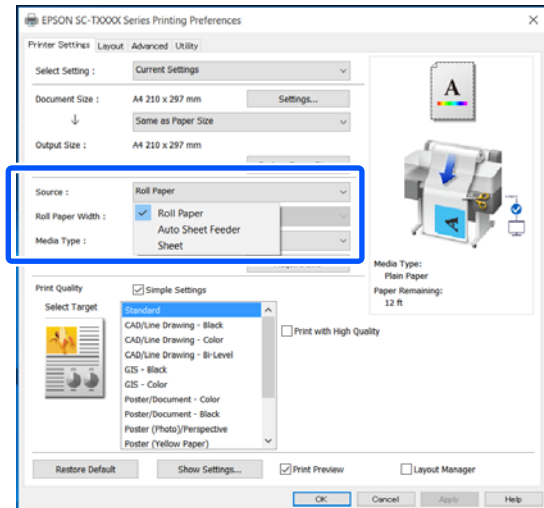 EPSON SC-TXXXX Series Printing Preferences
Printer Settings Layout Advanced Utility
Select Setting : Current Settings
Document Size : A4 210 x 297 mm Settings...
Same as Paper Size
Output Size : A4 210 x 297 mm
Source : Roll Paper
Roll Paper Width :
Roll Paper
Auto Sheet Feeder
Sheet
Media Type :
A
A
Media Type:
Plain Paper
Paper Remaining:
12 ft
Print Quality Simple Settings
Select Target
Standard
CAD/Line Drawing - Black
CAD/Line Drawing - Color
CAD/Line Drawing - Bi-Level
GIS - Black
GIS - Color
Poster/Document - Color
Poster/Document - Black
Poster (Photo)/Perspective
Poster (Yellow Paper)
Print with High Quality
Restore Default Show Settings... Print Preview Layout Manager
OK Cancel Apply Help